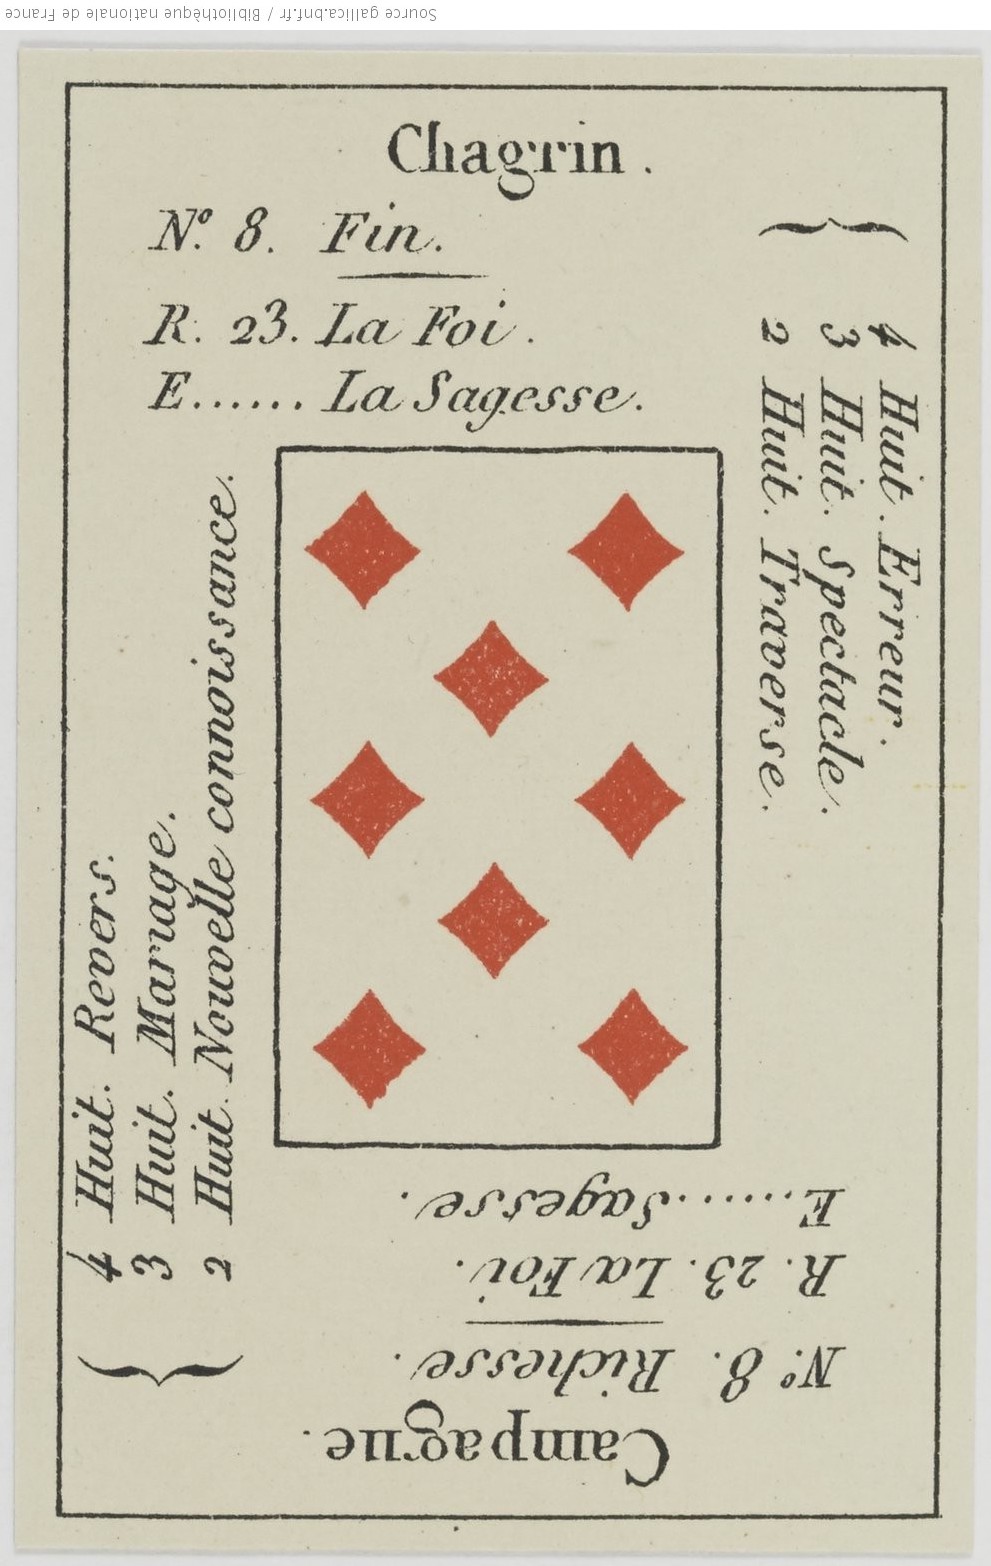 Source gallica.bnf.fr / Bibliothèque nationale de France
Chagrin.
N.º 8. Fin.
R. 23. La Foi.
E...... La Sagesse.
4 Huit. Erreur.
3 Huit. Spectacle.
2 Huit. Traverse.
4 Huit. Revers.
3 Huit. Mariage.
2 Huit. Nouvelle connoissance.
Campagne.
N.º 8. Richesse.
R. 23. La Foi.
E...... Sagesse.